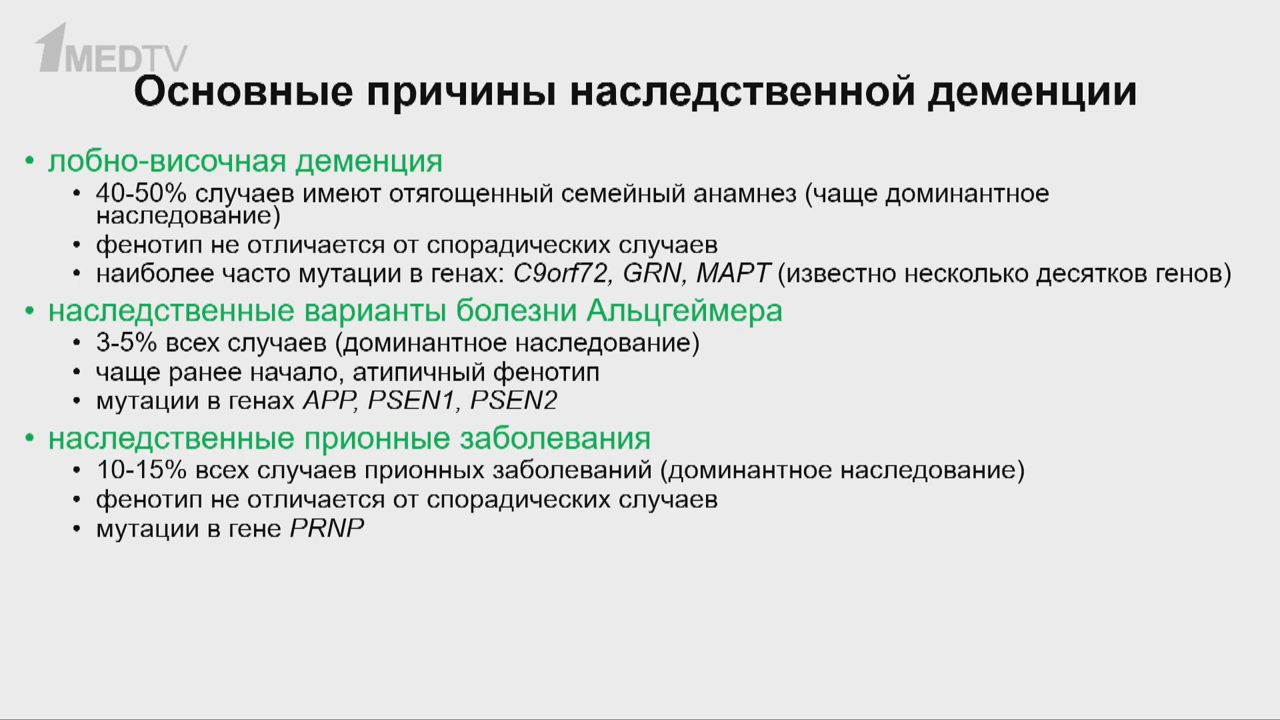 1MEDTV
Основные причины наследственной деменции
• лобно-височная деменция
• 40-50% случаев имеют отягощенный семейный анамнез (чаще доминантное
наследование)
• фенотип не отличается от спорадических случаев
• наиболее часто мутации в генах: C9orf72, GRN, MAPT (известно несколько десятков генов)
• наследственные варианты болезни Альцгеймера
• 3-5% всех случаев (доминантное наследование)
• чаще ранее начало, атипичный фенотип
• мутации в генах APP, PSEN1, PSEN2
• наследственные прионные заболевания
• 10-15% всех случаев прионных заболеваний (доминантное наследование)
• фенотип не отличается от спорадических случаев
• мутации в гене PRNP